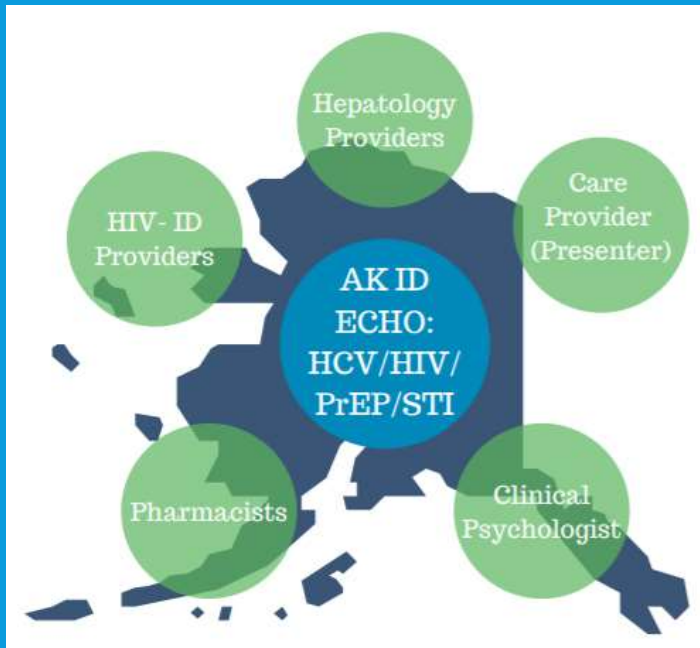 Hepatology
Providers
Care
Provider
(Presenter)
HIV- ID
Providers
AK ID
ECHO:
HCV/HIV/
PrEP/STI
Pharmacists
Clinical
Psychologist